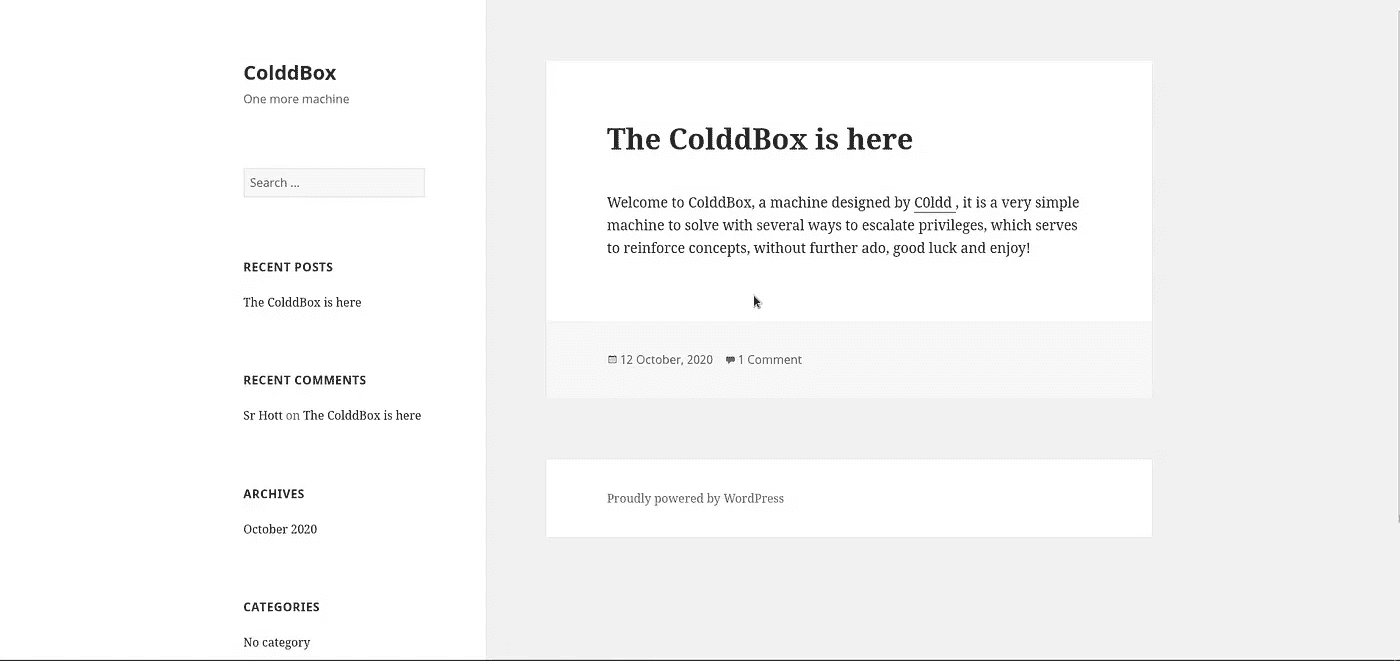 ColddBox
One more machine
Search ...
RECENT POSTS
The ColddBox is here
RECENT COMMENTS
Sr Hott on The ColddBox is here
ARCHIVES
October 2020
CATEGORIES
No category
The ColddBox is here
Welcome to ColddBox, a machine designed by C0ldd , it is a very simple
machine to solve with several ways to escalate privileges, which serves
to reinforce concepts, without further ado, good luck and enjoy!
12 October, 2020 1 Comment
Proudly powered by WordPress